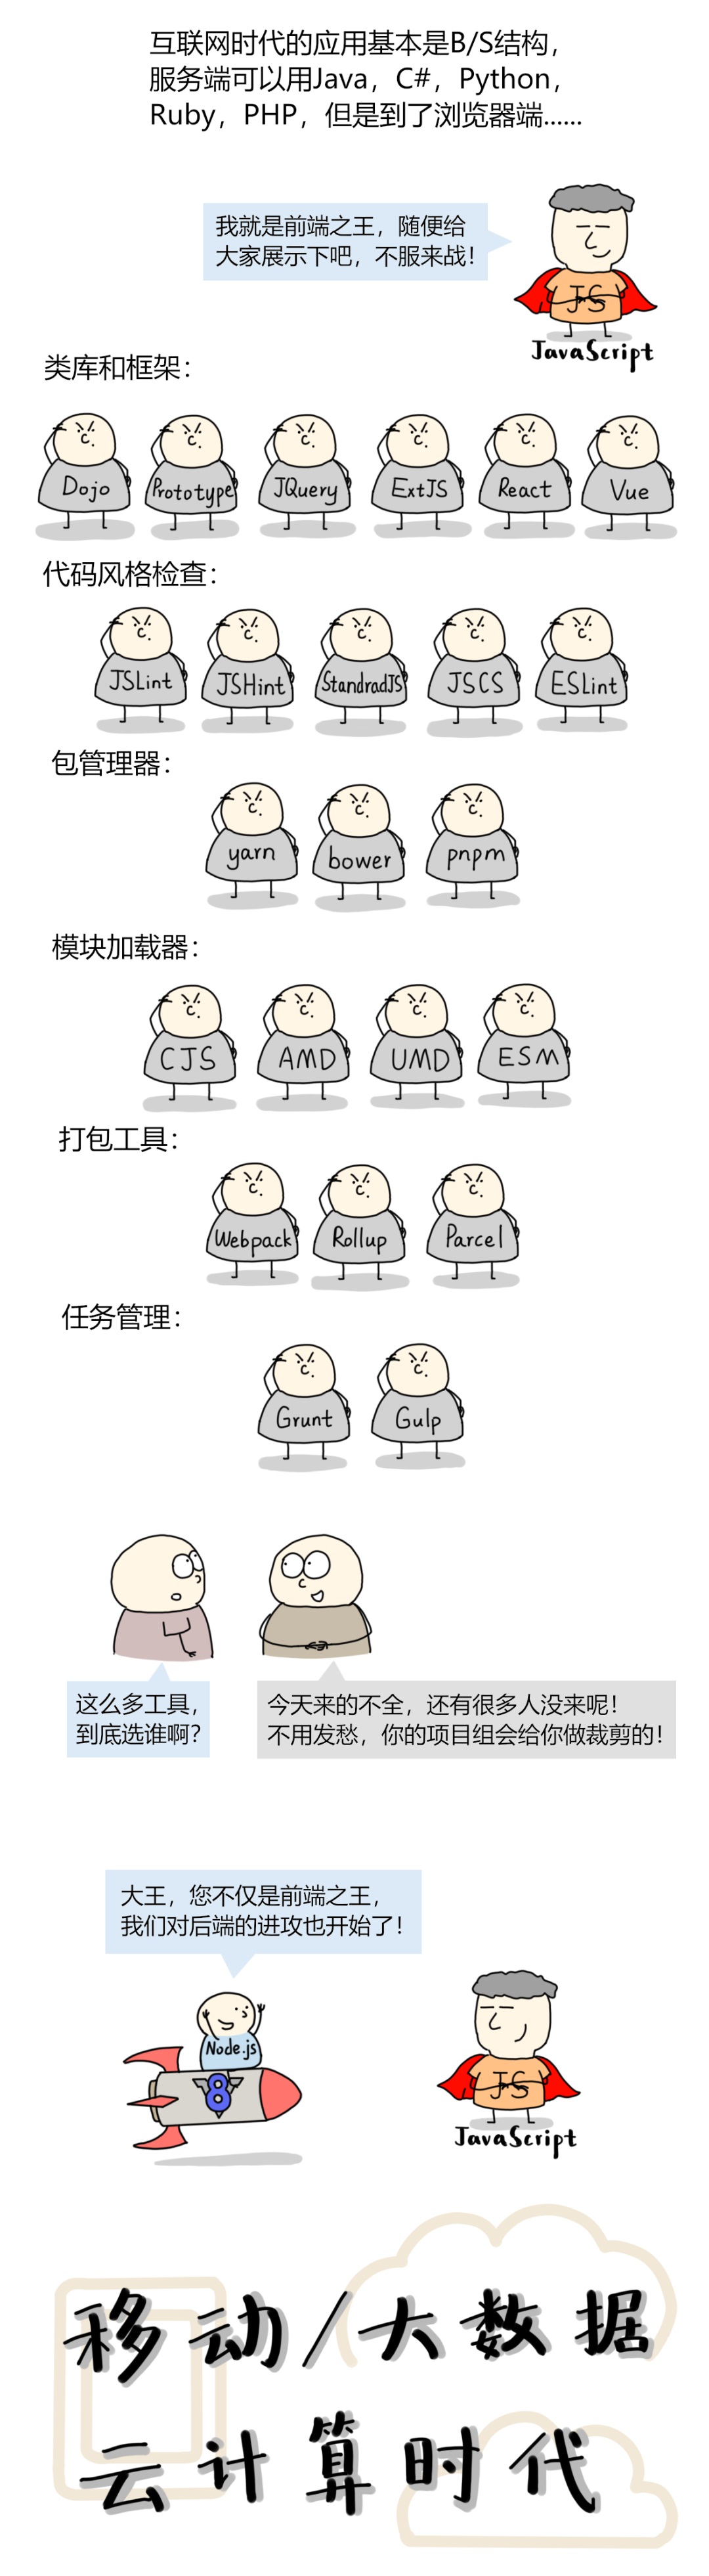 互联网时代的应用基本是B/S结构，
服务端可以用Java，C#，Python，
Ruby，PHP，但是到了浏览器端......
我就是前端之王，随便给
大家展示下吧，不服来战！
JS
JavaScript
类库和框架：
Dojo Prototype JQuery ExtJS React Vue
代码风格检查：
JSLint JSHint StandradJS JSCS ESLint
包管理器：
yarn bower pnpm
模块加载器：
CJS AMD UMD ESM
打包工具：
Webpack Rollup Parcel
任务管理：
Grunt Gulp
这么多工具，
到底选谁啊？
今天来的不全，还有很多人没来呢！
不用发愁，你的项目组会给你做裁剪的！
大王，您不仅是前端之王，
我们对后端的进攻也开始了！
Node.js
V8
JS
JavaScript
移动/大数据
云计算时代